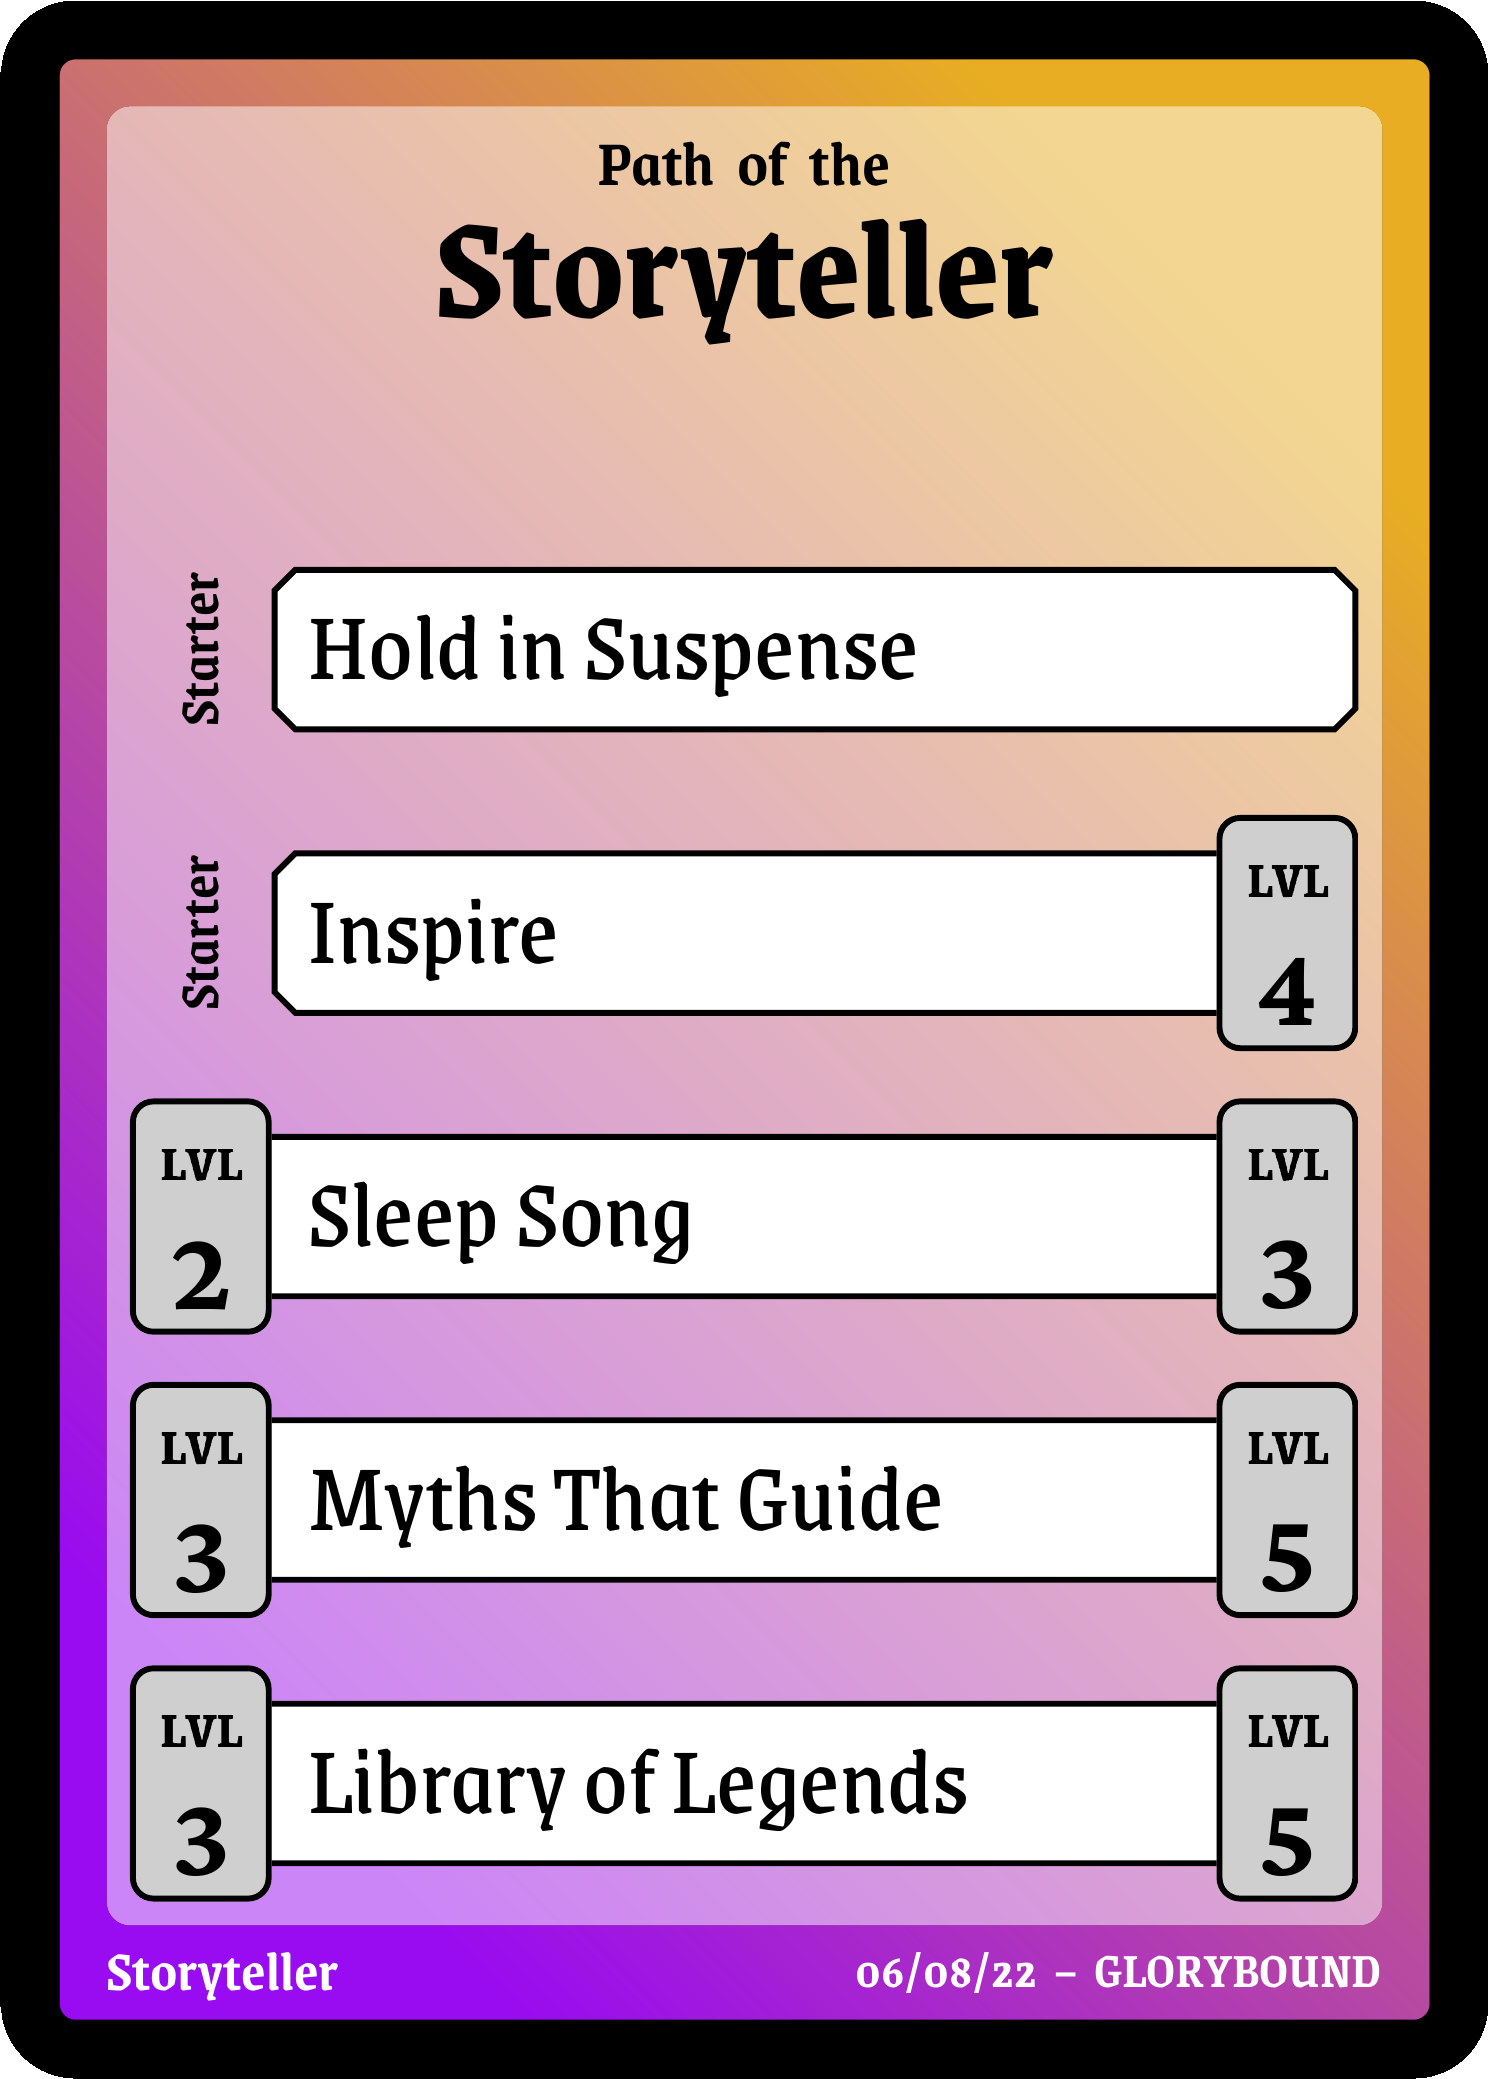 Path of the
Storyteller
Starter
Hold in Suspense
Starter
Inspire
LVL
4
LVL
2
Sleep Song
LVL
3
LVL
3
Myths That Guide
LVL
5
LVL
3
Library of Legends
LVL
5
Storyteller
06/08/22 – GLORYBOUND